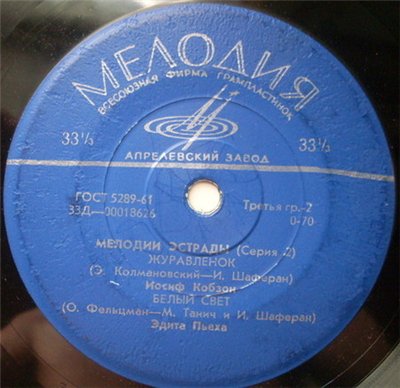 МЕЛОДИЯ
ВСЕСОЮЗНАЯ ФИРМА ГРАМПЛАСТИНОК
33⅓ 33⅓
АПРЕЛЕВСКИЙ ЗАВОД
ГОСТ 5289-61
33Д—00018626
Третья гр.-2
0-70
МЕЛОДИИ ЭСТРАДЫ (Серия 2)
ЖУРАВЛЕНОК
(Э. Колмановский—И. Шаферан)
Иосиф Кобзон
БЕЛЫЙ СВЕТ
(О. Фельцман— М. Танич и И. Шаферан)
Эдита Пьеха